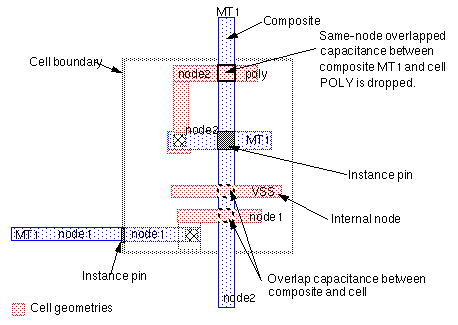 MT1
Composite
Same-node overlapped
capacitance between
composite MT1 and cell
POLY is dropped.
Cell boundary
node2
poly
node2
MT1
Instance pin
VSS
node1
Internal node
MT1
node1
node1
Instance pin
Overlap capacitance between
composite and cell
node2
Cell geometries